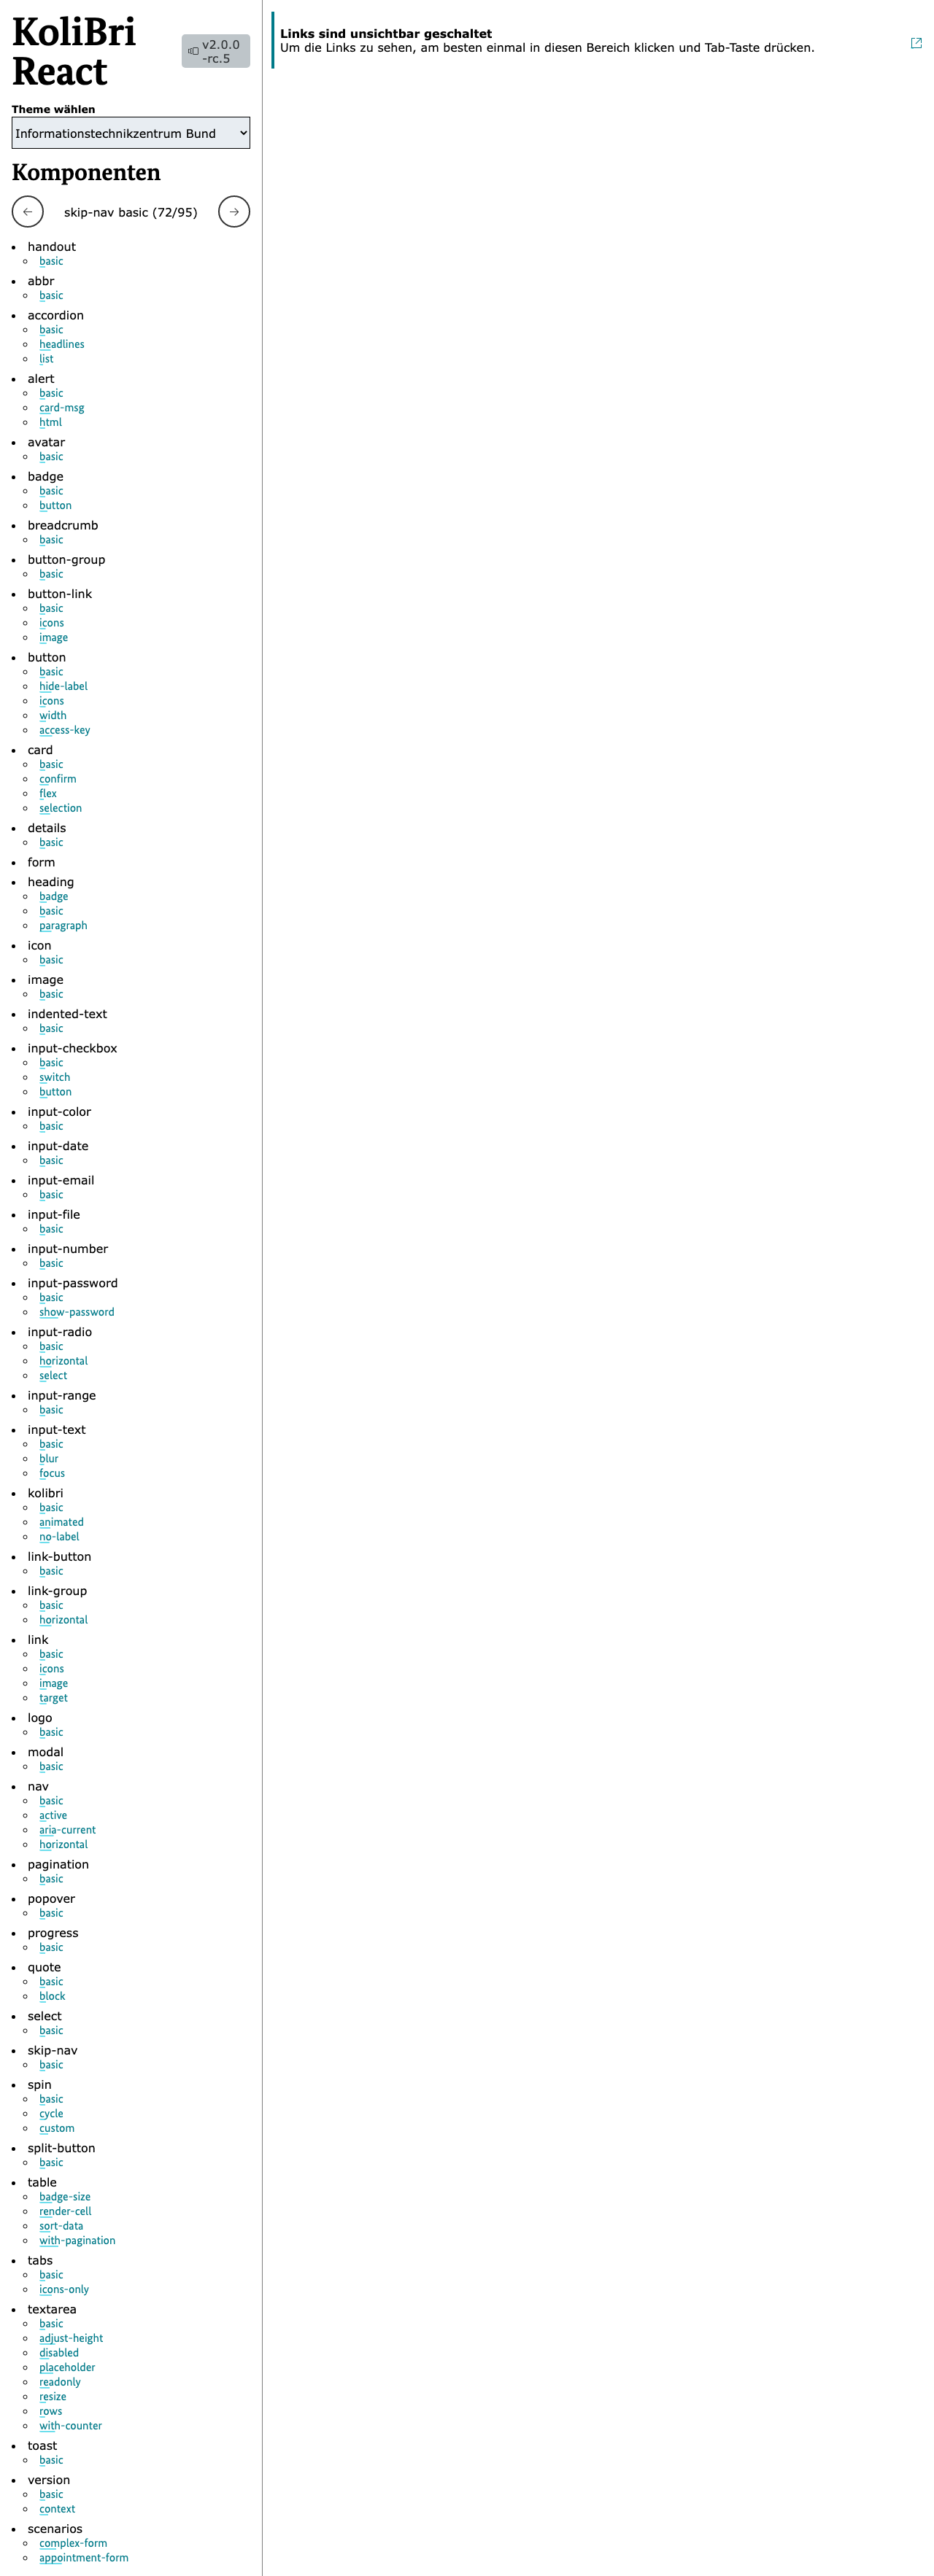 KoliBri
React
v2.0.0
-rc.5
Theme wählen
Informationstechnikzentrum Bund
Komponenten
skip-nav basic (72/95)
handout
basic
abbr
basic
accordion
basic
headlines
list
alert
basic
card-msg
html
avatar
basic
badge
basic
button
breadcrumb
basic
button-group
basic
button-link
basic
icons
image
button
basic
hide-label
icons
width
access-key
card
basic
confirm
flex
selection
details
basic
form
heading
badge
basic
paragraph
icon
basic
image
basic
indented-text
basic
input-checkbox
basic
switch
button
input-color
basic
input-date
basic
input-email
basic
input-file
basic
input-number
basic
input-password
basic
show-password
input-radio
basic
horizontal
select
input-range
basic
input-text
basic
blur
focus
kolibri
basic
animated
no-label
link-button
basic
link-group
basic
horizontal
link
basic
icons
image
target
logo
basic
modal
basic
nav
basic
active
aria-current
horizontal
pagination
basic
popover
basic
progress
basic
quote
basic
block
select
basic
skip-nav
basic
spin
basic
cycle
custom
split-button
basic
table
badge-size
render-cell
sort-data
with-pagination
tabs
basic
icons-only
textarea
basic
adjust-height
disabled
placeholder
readonly
resize
rows
with-counter
toast
basic
version
basic
context
scenarios
complex-form
appointment-form
Links sind unsichtbar geschaltet
Um die Links zu sehen, am besten einmal in diesen Bereich klicken und Tab-Taste drücken.